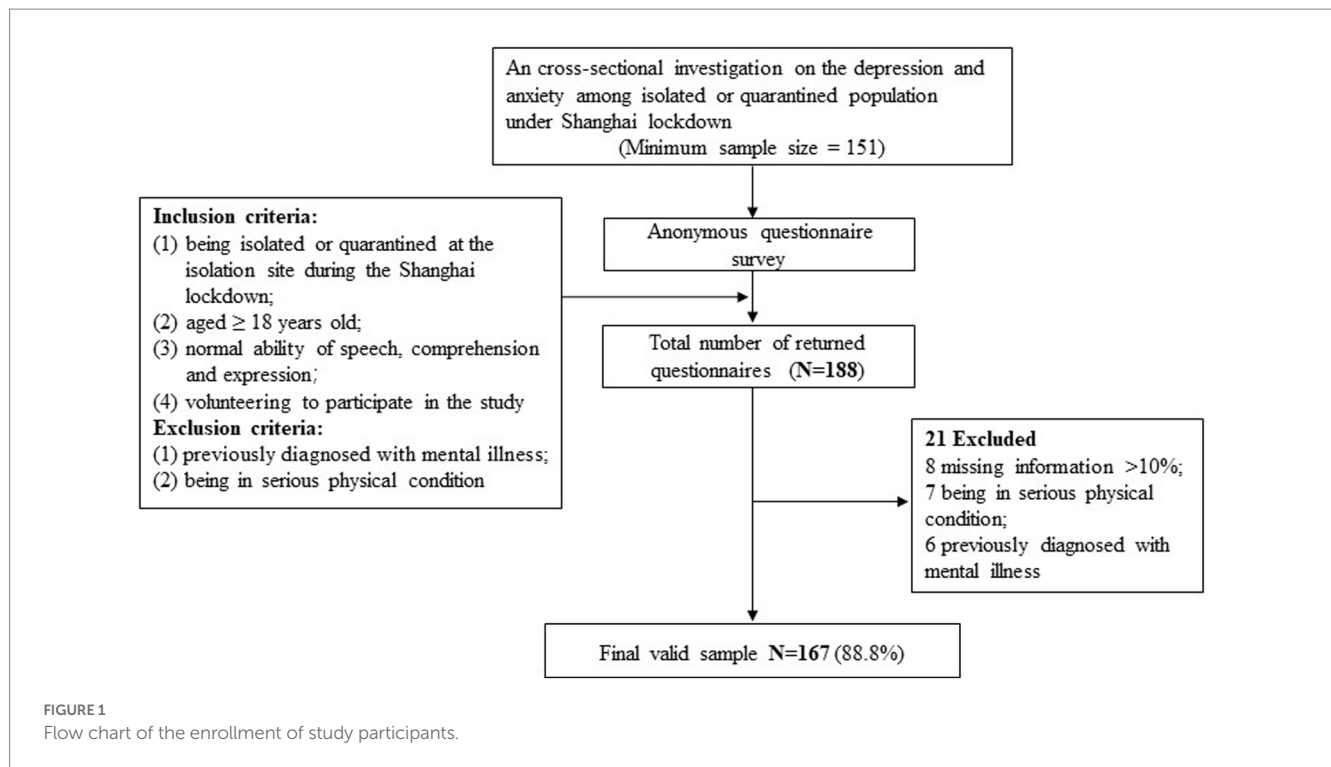 An cross-sectional investigation on the depression and
anxiety among isolated or quarantined population
under Shanghai lockdown
(Minimum sample size = 151)
Anonymous questionnaire
survey
Inclusion criteria:
(1) being isolated or quarantined at the
isolation site during the Shanghai
lockdown;
(2) aged ≥ 18 years old;
(3) normal ability of speech, comprehension
and expression;
(4) volunteering to participate in the study
Exclusion criteria:
(1) previously diagnosed with mental illness;
(2) being in serious physical condition
Total number of returned
questionnaires (N=188)
21 Excluded
8 missing information >10%;
7 being in serious physical
condition;
6 previously diagnosed with
mental illness
Final valid sample N=167 (88.8%)
FIGURE 1
Flow chart of the enrollment of study participants.